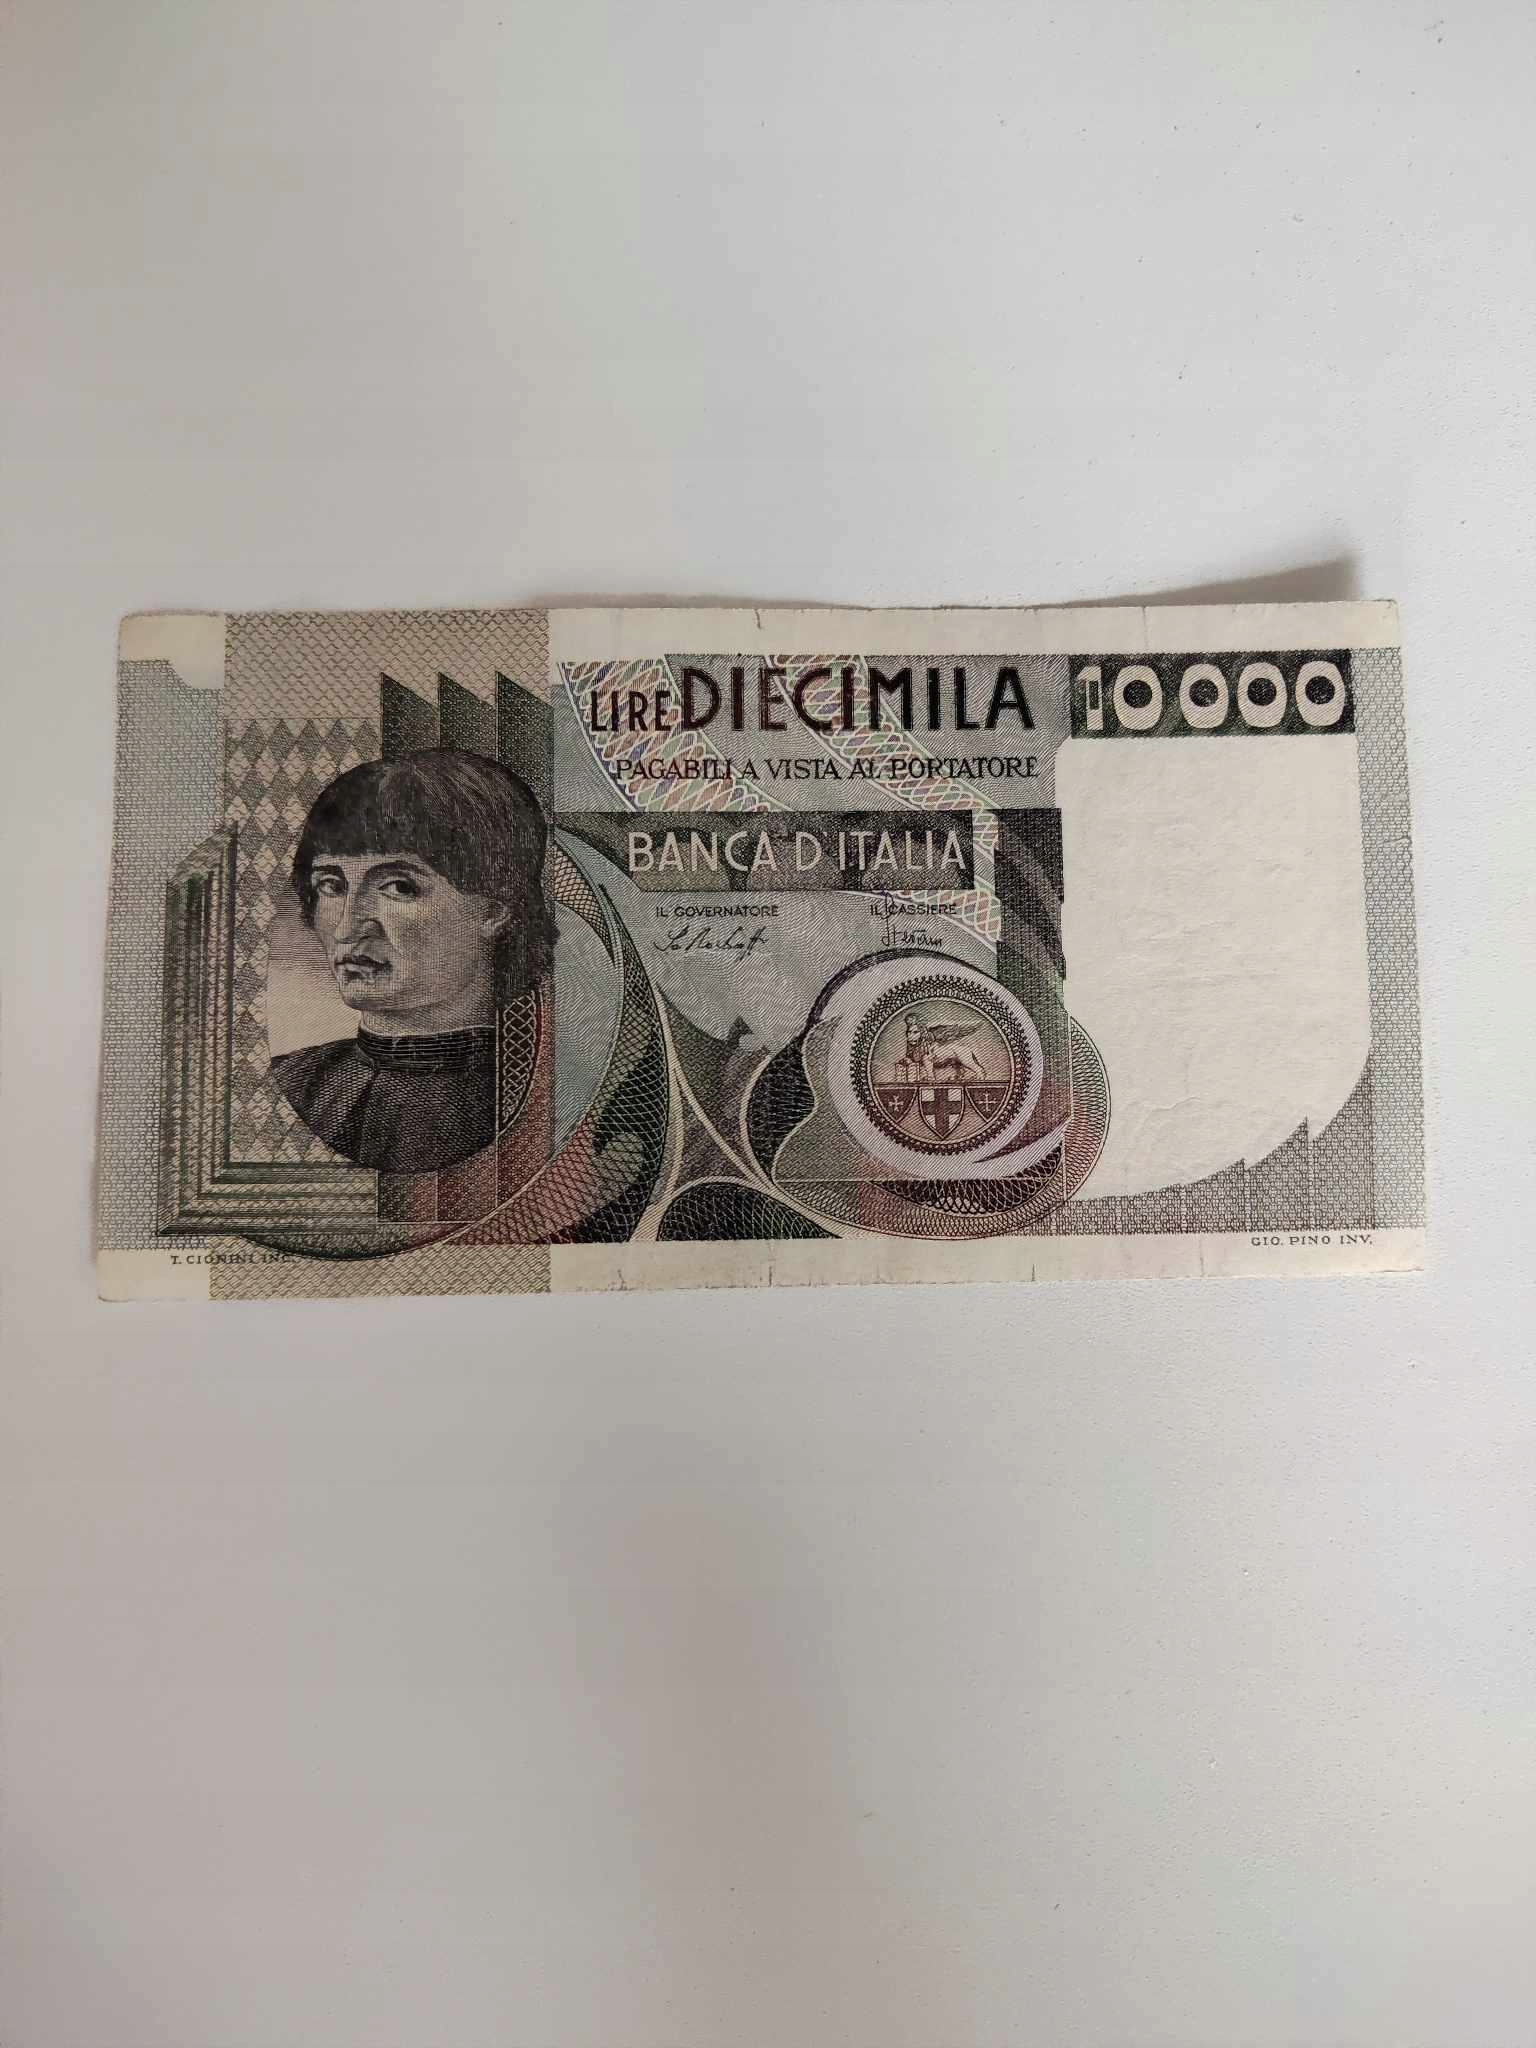 LIRE DIECIMILA
10000
PAGABILI A VISTA AL PORTATORE
BANCA D'ITALIA
IL GOVERNATORE
IL CASSIERE
T. CIONINI INC.
GIO. PINO INV.